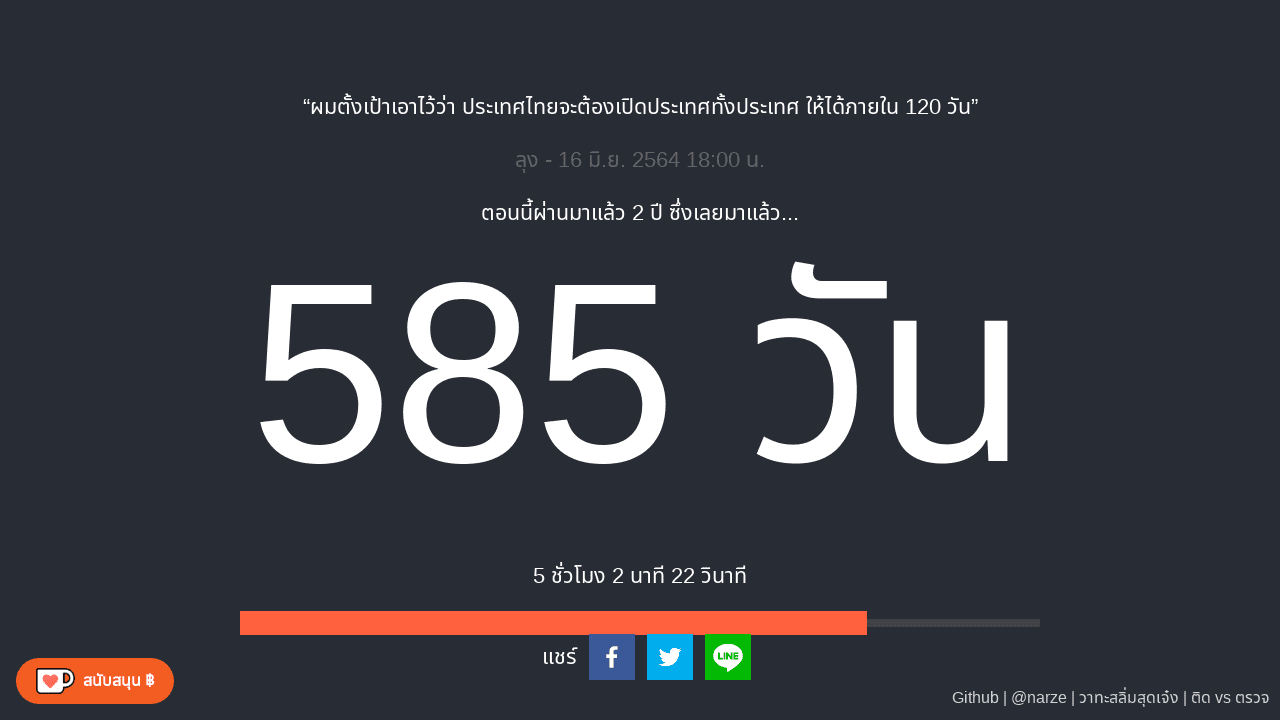 “ผมตั้งเป้าเอาไว้ว่า ประเทศไทยจะต้องเปิดประเทศทั้งประเทศ ให้ได้ภายใน 120 วัน”
ลุง - 16 มิ.ย. 2564 18:00 น.
ตอนนี้ผ่านมาแล้ว 2 ปี ซึ่งเลยมาแล้ว...
585 วัน
5 ชั่วโมง 2 นาที 22 วินาที
แชร์
LINE
สนับสนุน ฿
Github | @narze | วาทะสลิ่มสุดเจ๋ง | ติด vs ตรวจ